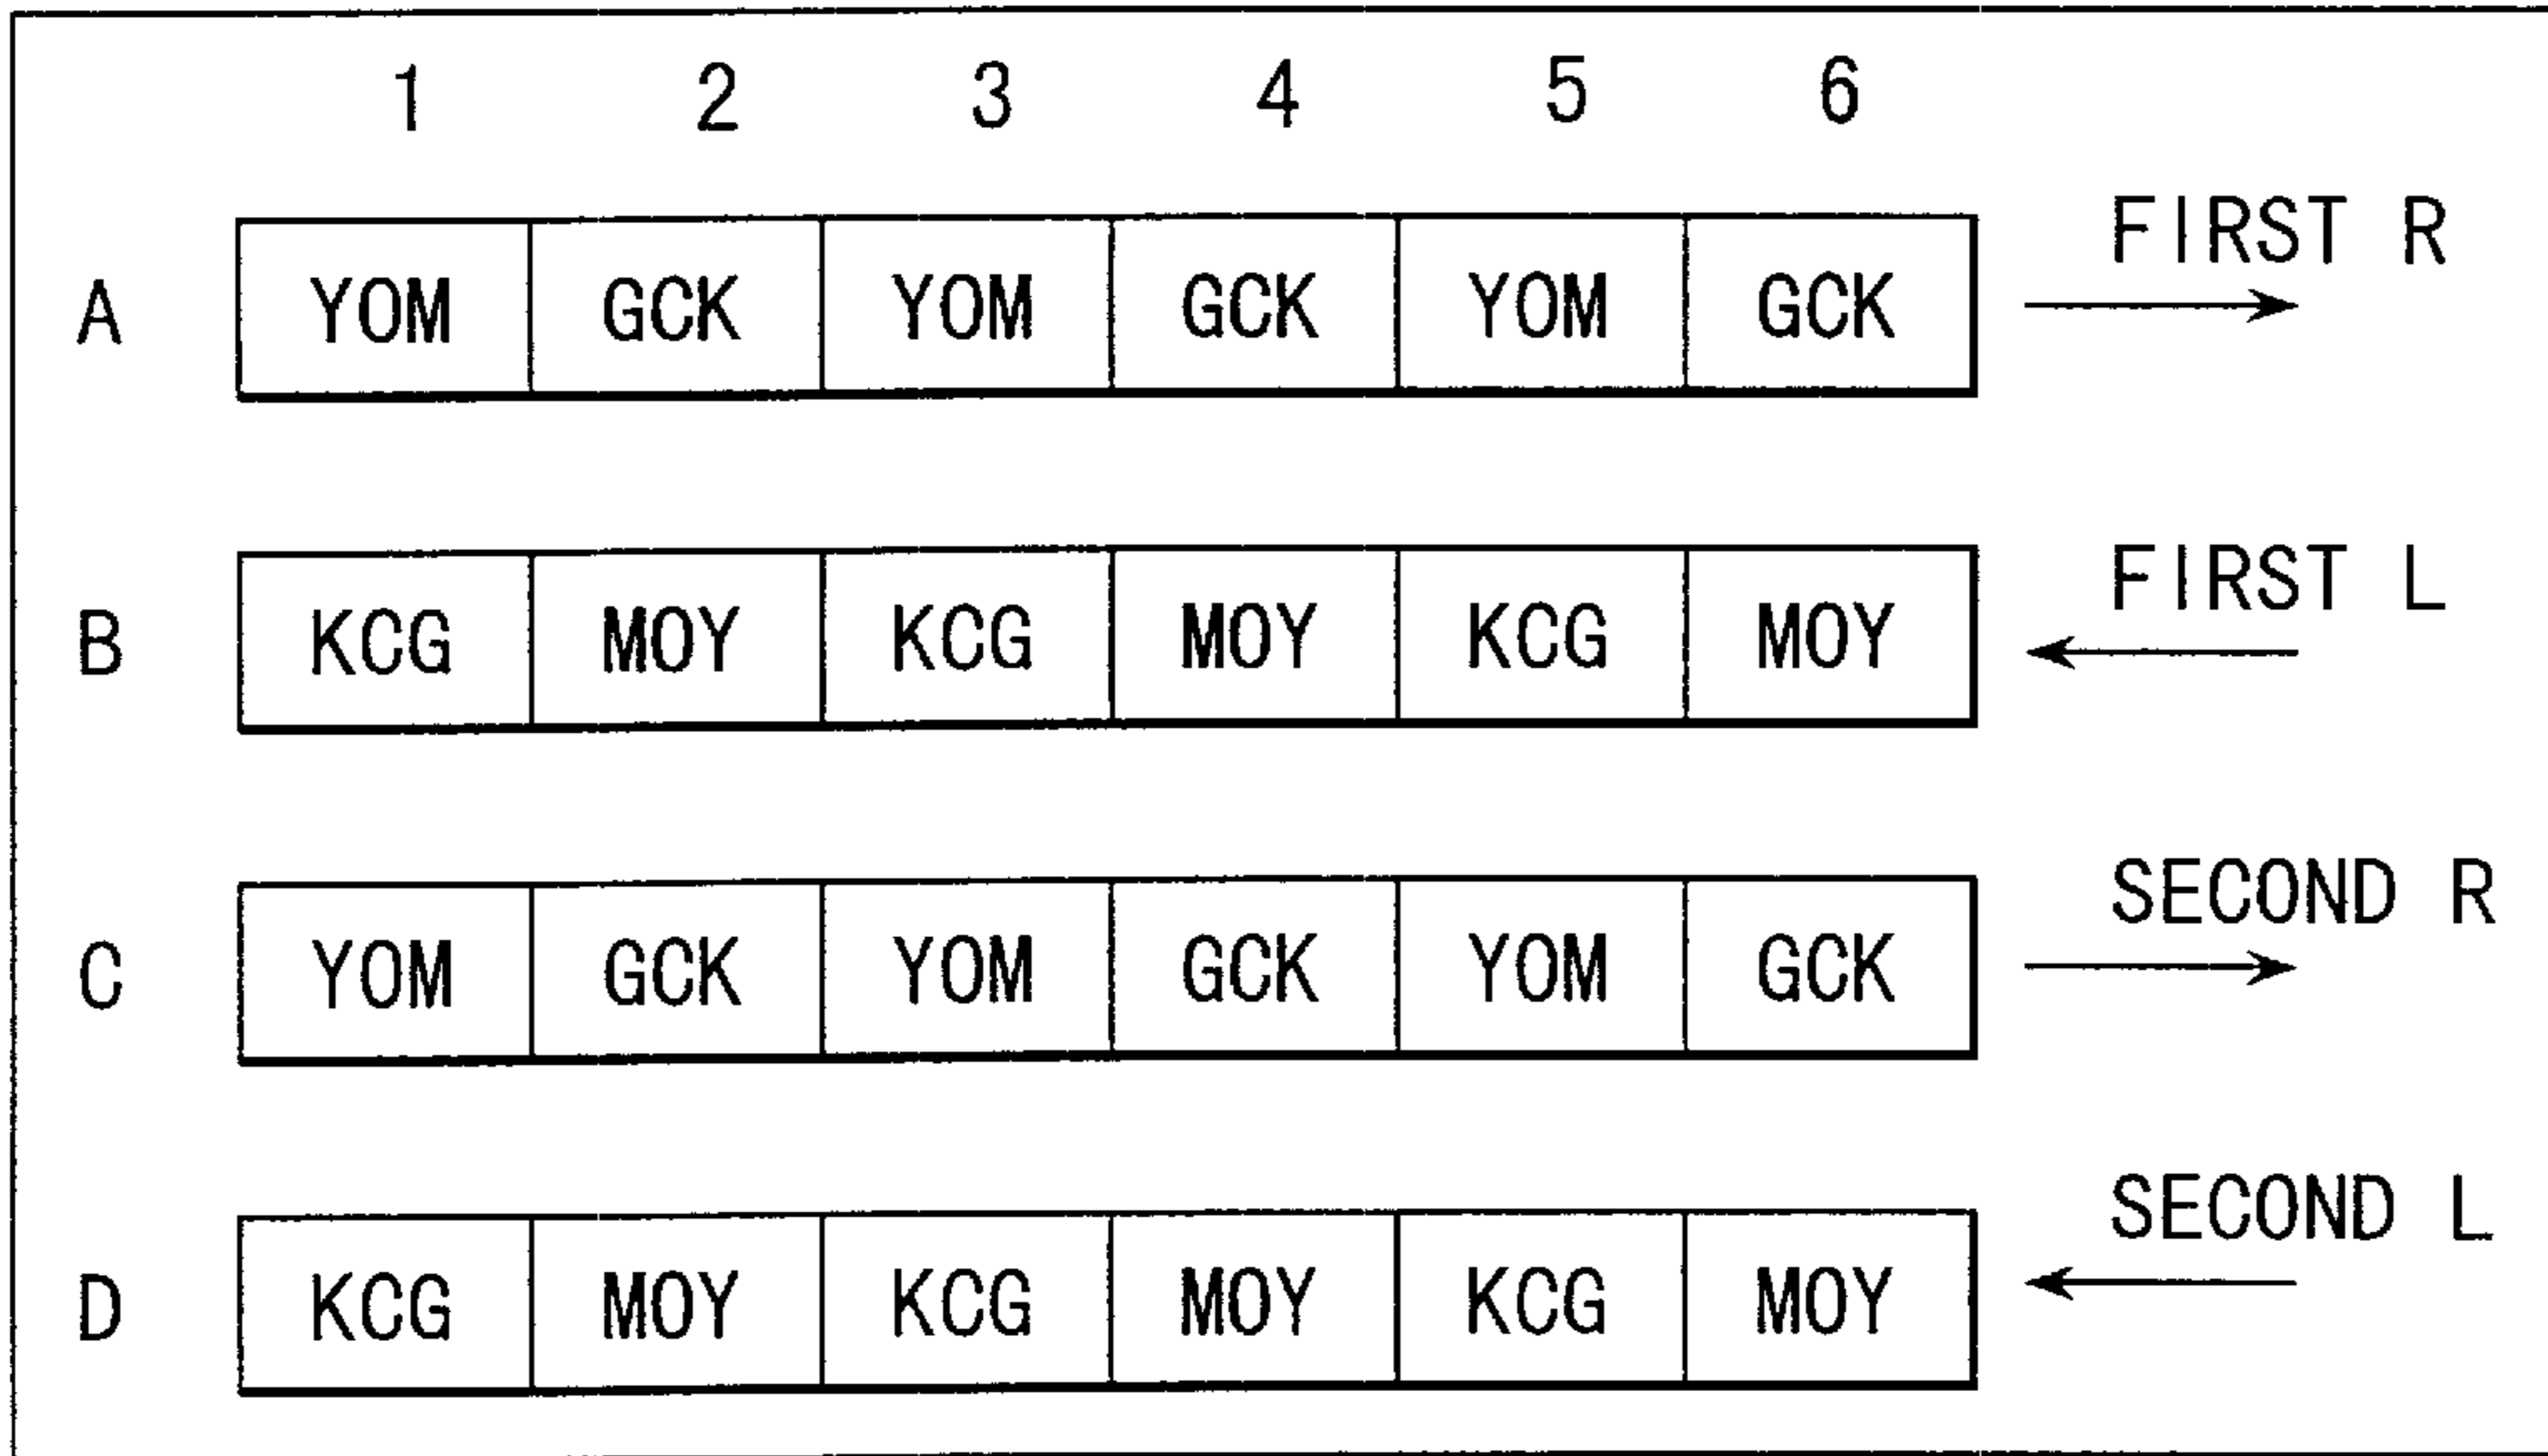 1 2 3 4 5 6
A YOM GCK YOM GCK YOM GCK FIRST R
B KCG MOY KCG MOY KCG MOY FIRST L
C YOM GCK YOM GCK YOM GCK SECOND R
D KCG MOY KCG MOY KCG MOY SECOND L